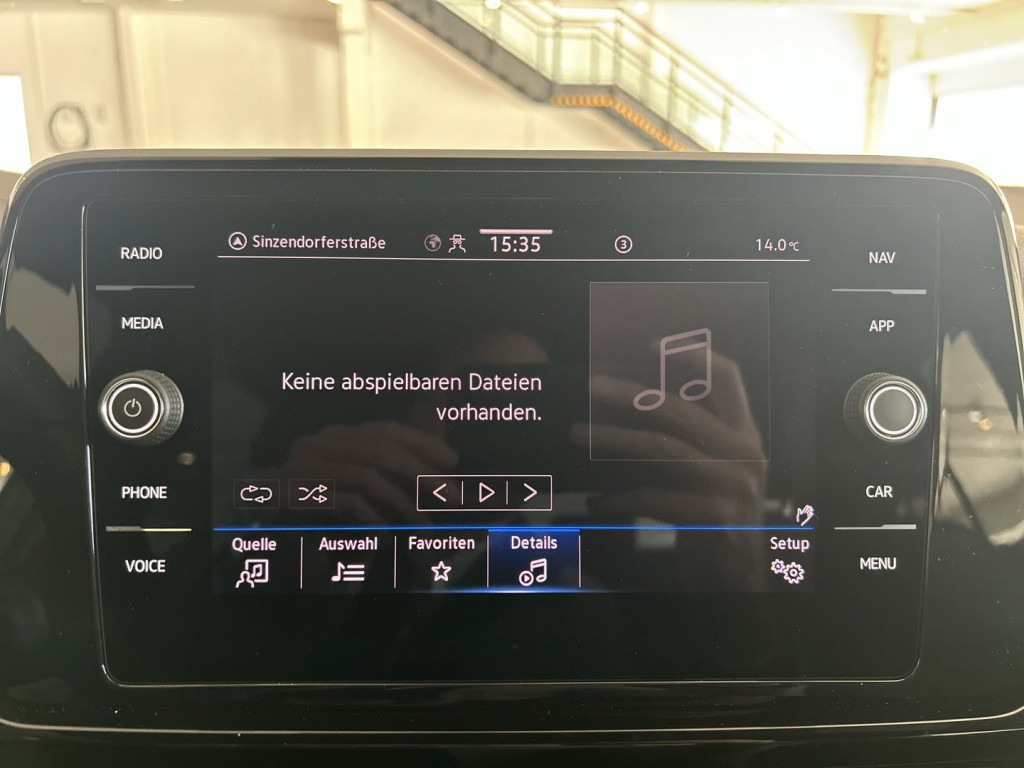 Sinzendorferstraße 15:35 3 14.0 °C
RADIO
MEDIA
PHONE
VOICE
Keine abspielbaren Dateien
vorhanden.
Quelle Auswahl Favoriten Details Setup
NAV
APP
CAR
MENU